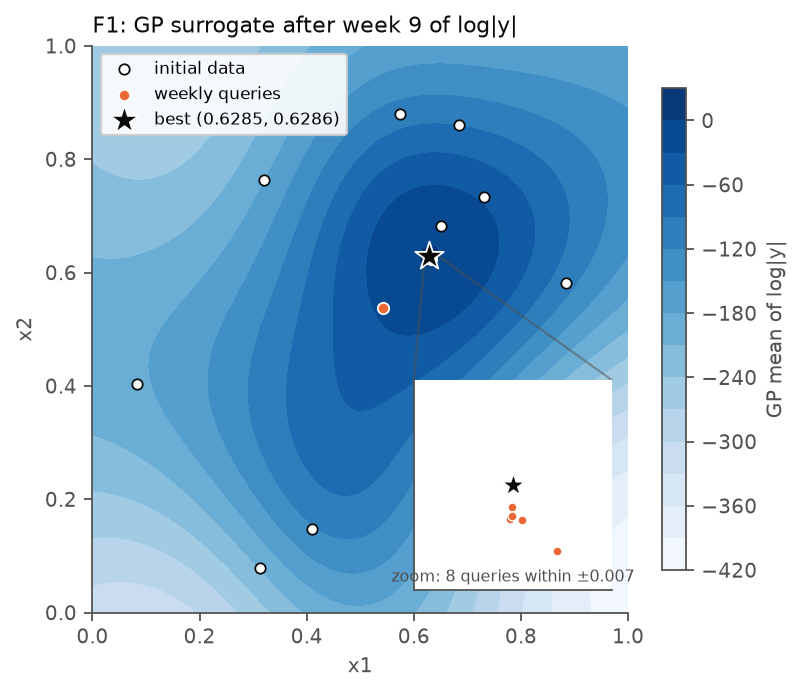 F1: GP surrogate after week 9 of log|y|
initial data
weekly queries
best (0.6285, 0.6286)
1.0
0.8
0.6
0.4
0.2
0.0
x2
0.0
0.2
0.4
0.6
0.8
1.0
x1
zoom: 8 queries within ±0.007
0
−60
−120
−180
−240
−300
−360
−420
GP mean of log|y|